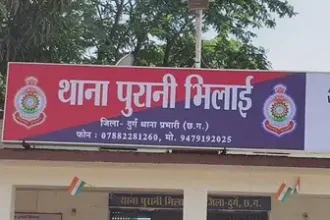 थाना पुरानी भिलाई
जिला- दुर्ग थाना प्रभारी (छ.ग.)
फोन : 07882281260, मो. 9479192025
थाना पुरानी भिलाई जिला-दुर्ग, छ.ग.